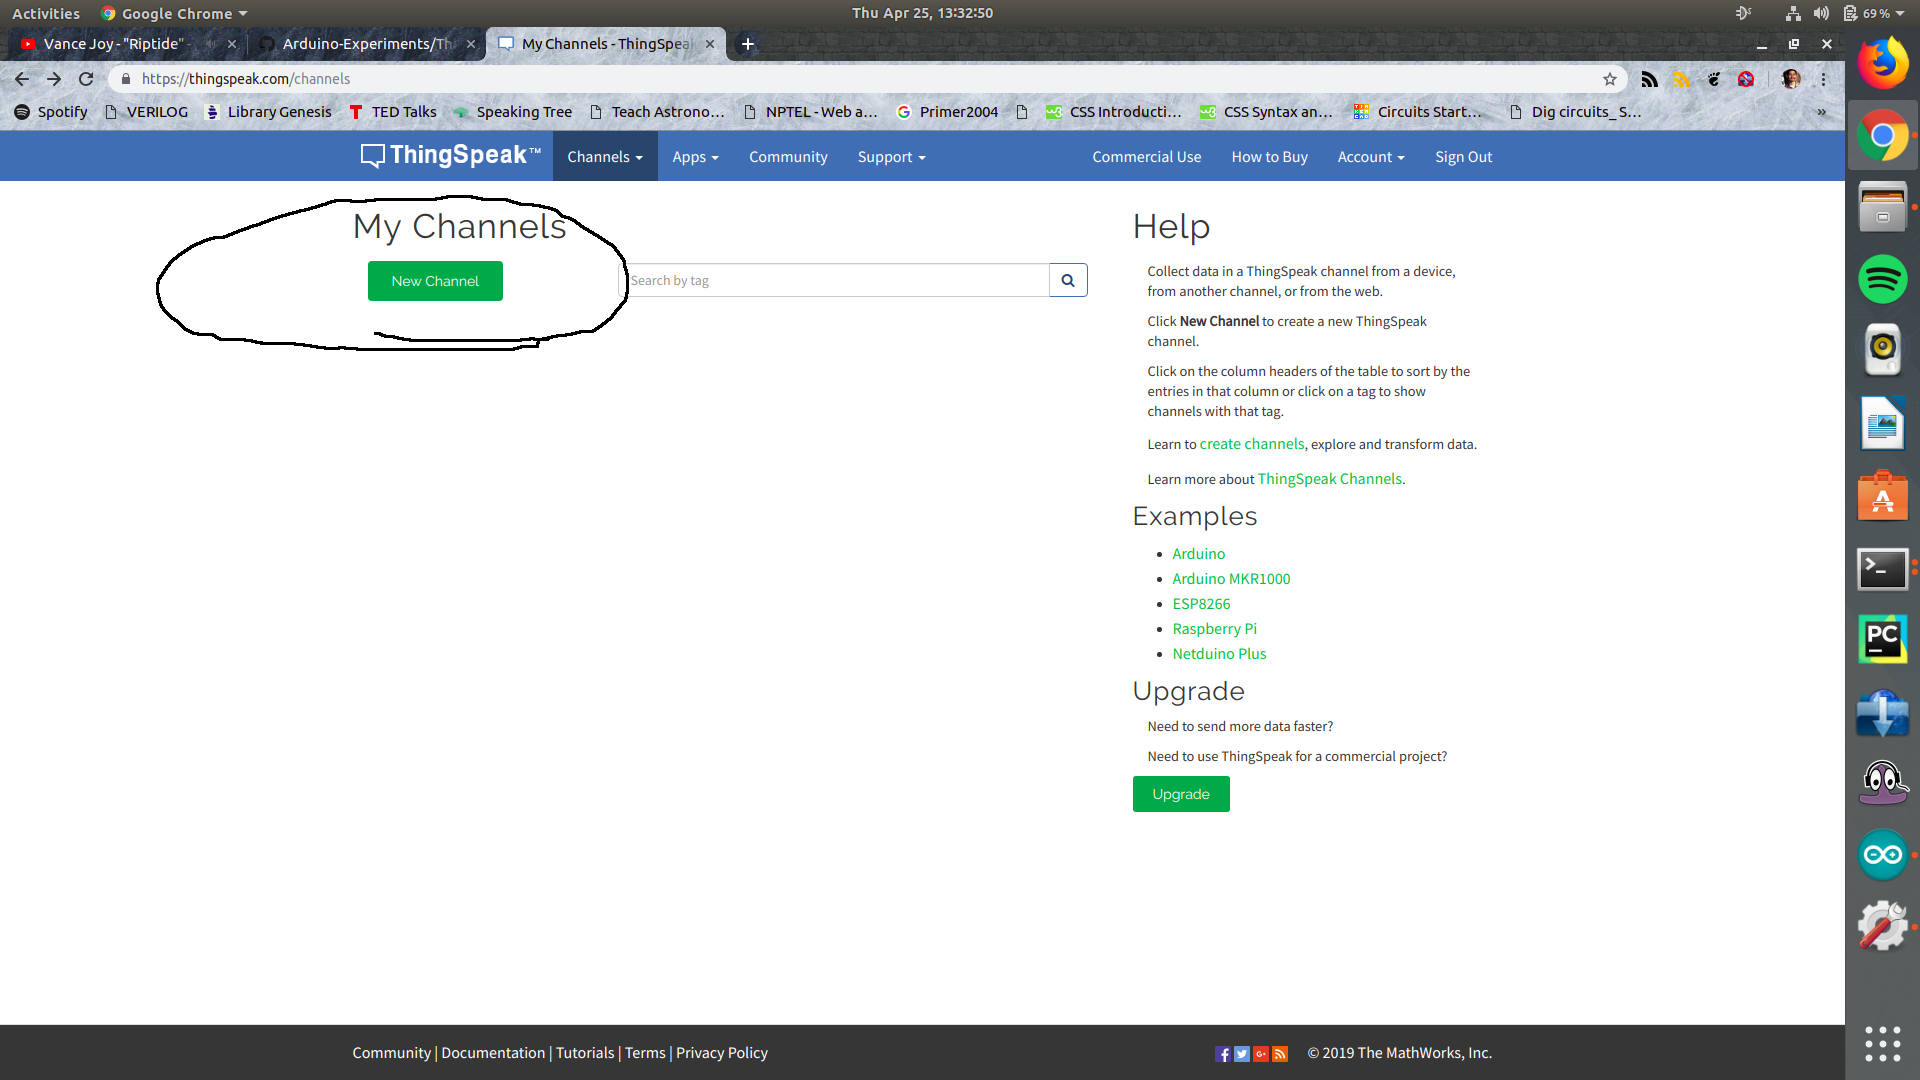 Activities Google Chrome Thu Apr 25, 13:32:50 69 %
Vance Joy - "Riptide" - Arduino-Experiments/Th My Channels - ThingSpea
https://thingspeak.com/channels
Spotify VERILOG Library Genesis TED Talks Speaking Tree Teach Astrono... NPTEL - Web a... Primer2004 CSS Introducti... CSS Syntax an... Circuits Start... Dig circuits_ S... »
ThingSpeak™ Channels Apps Community Support Commercial Use How to Buy Account Sign Out
My Channels
New Channel
Search by tag
Help
Collect data in a ThingSpeak channel from a device,
from another channel, or from the web.
Click New Channel to create a new ThingSpeak
channel.
Click on the column headers of the table to sort by the
entries in that column or click on a tag to show
channels with that tag.
Learn to create channels, explore and transform data.
Learn more about ThingSpeak Channels.
Examples
Arduino
Arduino MKR1000
ESP8266
Raspberry Pi
Netduino Plus
Upgrade
Need to send more data faster?
Need to use ThingSpeak for a commercial project?
Upgrade
Community | Documentation | Tutorials | Terms | Privacy Policy
© 2019 The MathWorks, Inc.
PC